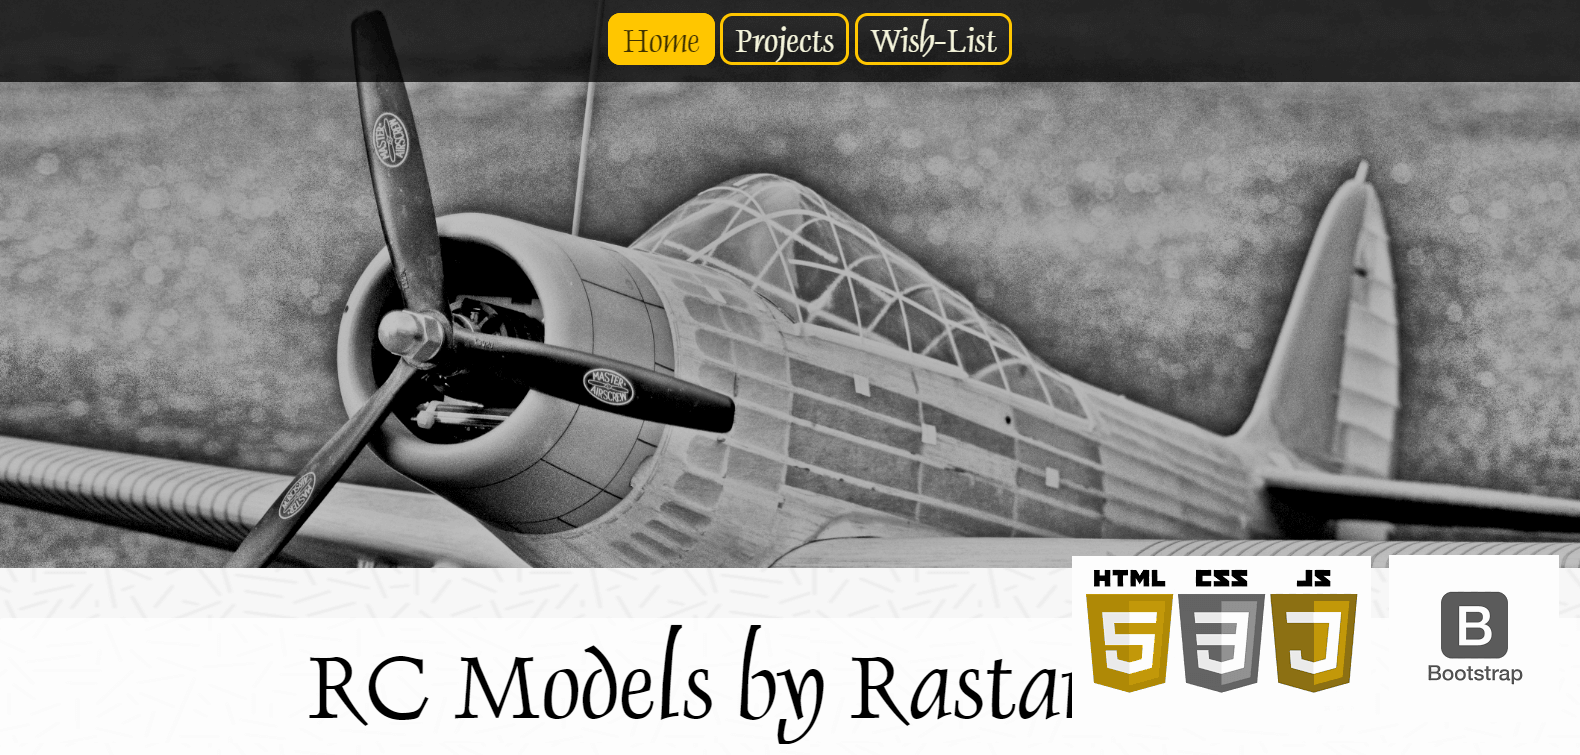 Home Projects Wish-List
MASTER AIRSCREW
MASTER AIRSCREW
MASTER AIRSCREW
HTML CSS JS
5 3 J
B
Bootstrap
RC Models by Rasta